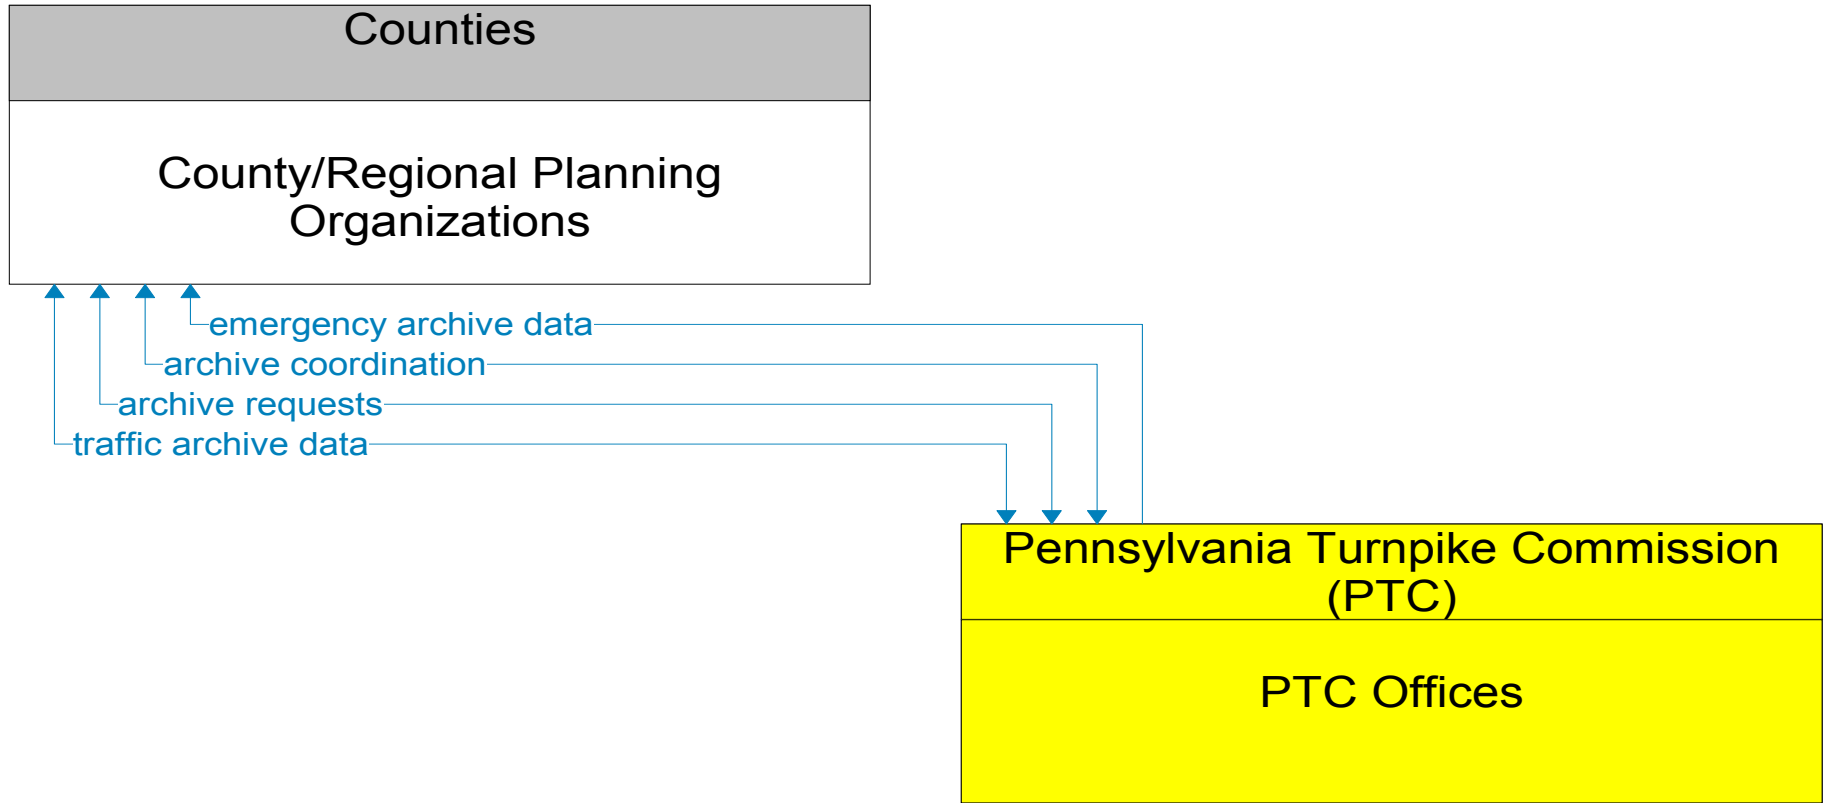 Counties
County/Regional Planning
Organizations
emergency archive data
archive coordination
archive requests
traffic archive data
Pennsylvania Turnpike Commission
(PTC)
PTC Offices